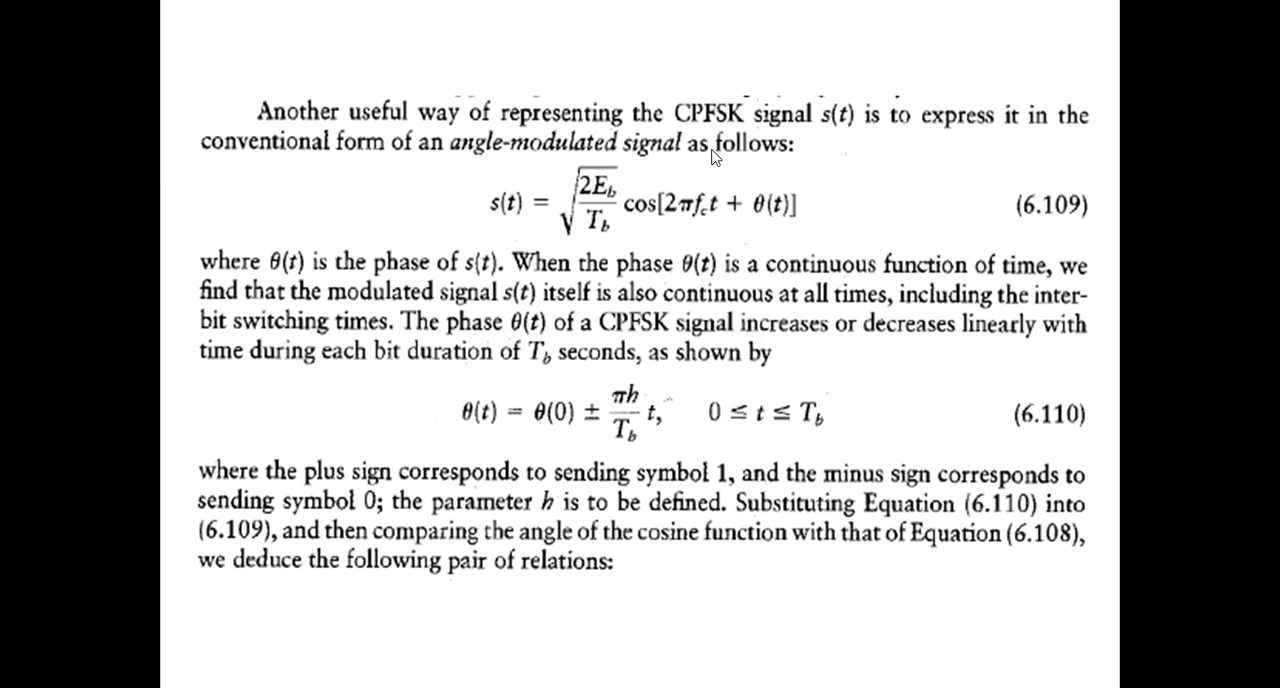 Another useful way of representing the CPFSK signal s(t) is to express it in the
conventional form of an angle-modulated signal as follows:
s(t) = √(2E_b/T_b) cos[2πf_c t + θ(t)] (6.109)
where θ(t) is the phase of s(t). When the phase θ(t) is a continuous function of time, we
find that the modulated signal s(t) itself is also continuous at all times, including the inter-
bit switching times. The phase θ(t) of a CPFSK signal increases or decreases linearly with
time during each bit duration of T_b seconds, as shown by
θ(t) = θ(0) ± (πh/T_b) t, 0 ≤ t ≤ T_b (6.110)
where the plus sign corresponds to sending symbol 1, and the minus sign corresponds to
sending symbol 0; the parameter h is to be defined. Substituting Equation (6.110) into
(6.109), and then comparing the angle of the cosine function with that of Equation (6.108),
we deduce the following pair of relations: